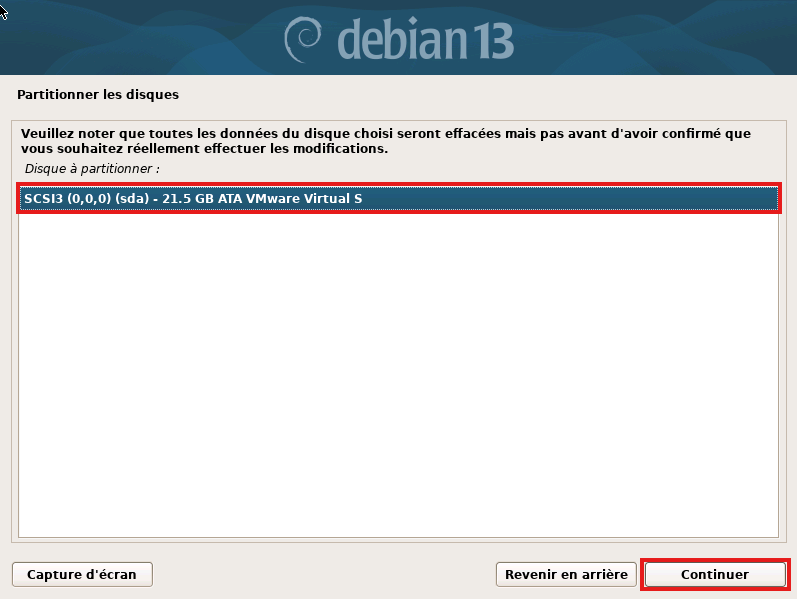 debian 13
Partitionner les disques
Veuillez noter que toutes les données du disque choisi seront effacées mais pas avant d'avoir confirmé que
vous souhaitez réellement effectuer les modifications.
Disque à partitionner :
SCSI3 (0,0,0) (sda) - 21.5 GB ATA VMware Virtual S
Capture d'écran
Revenir en arrière
Continuer